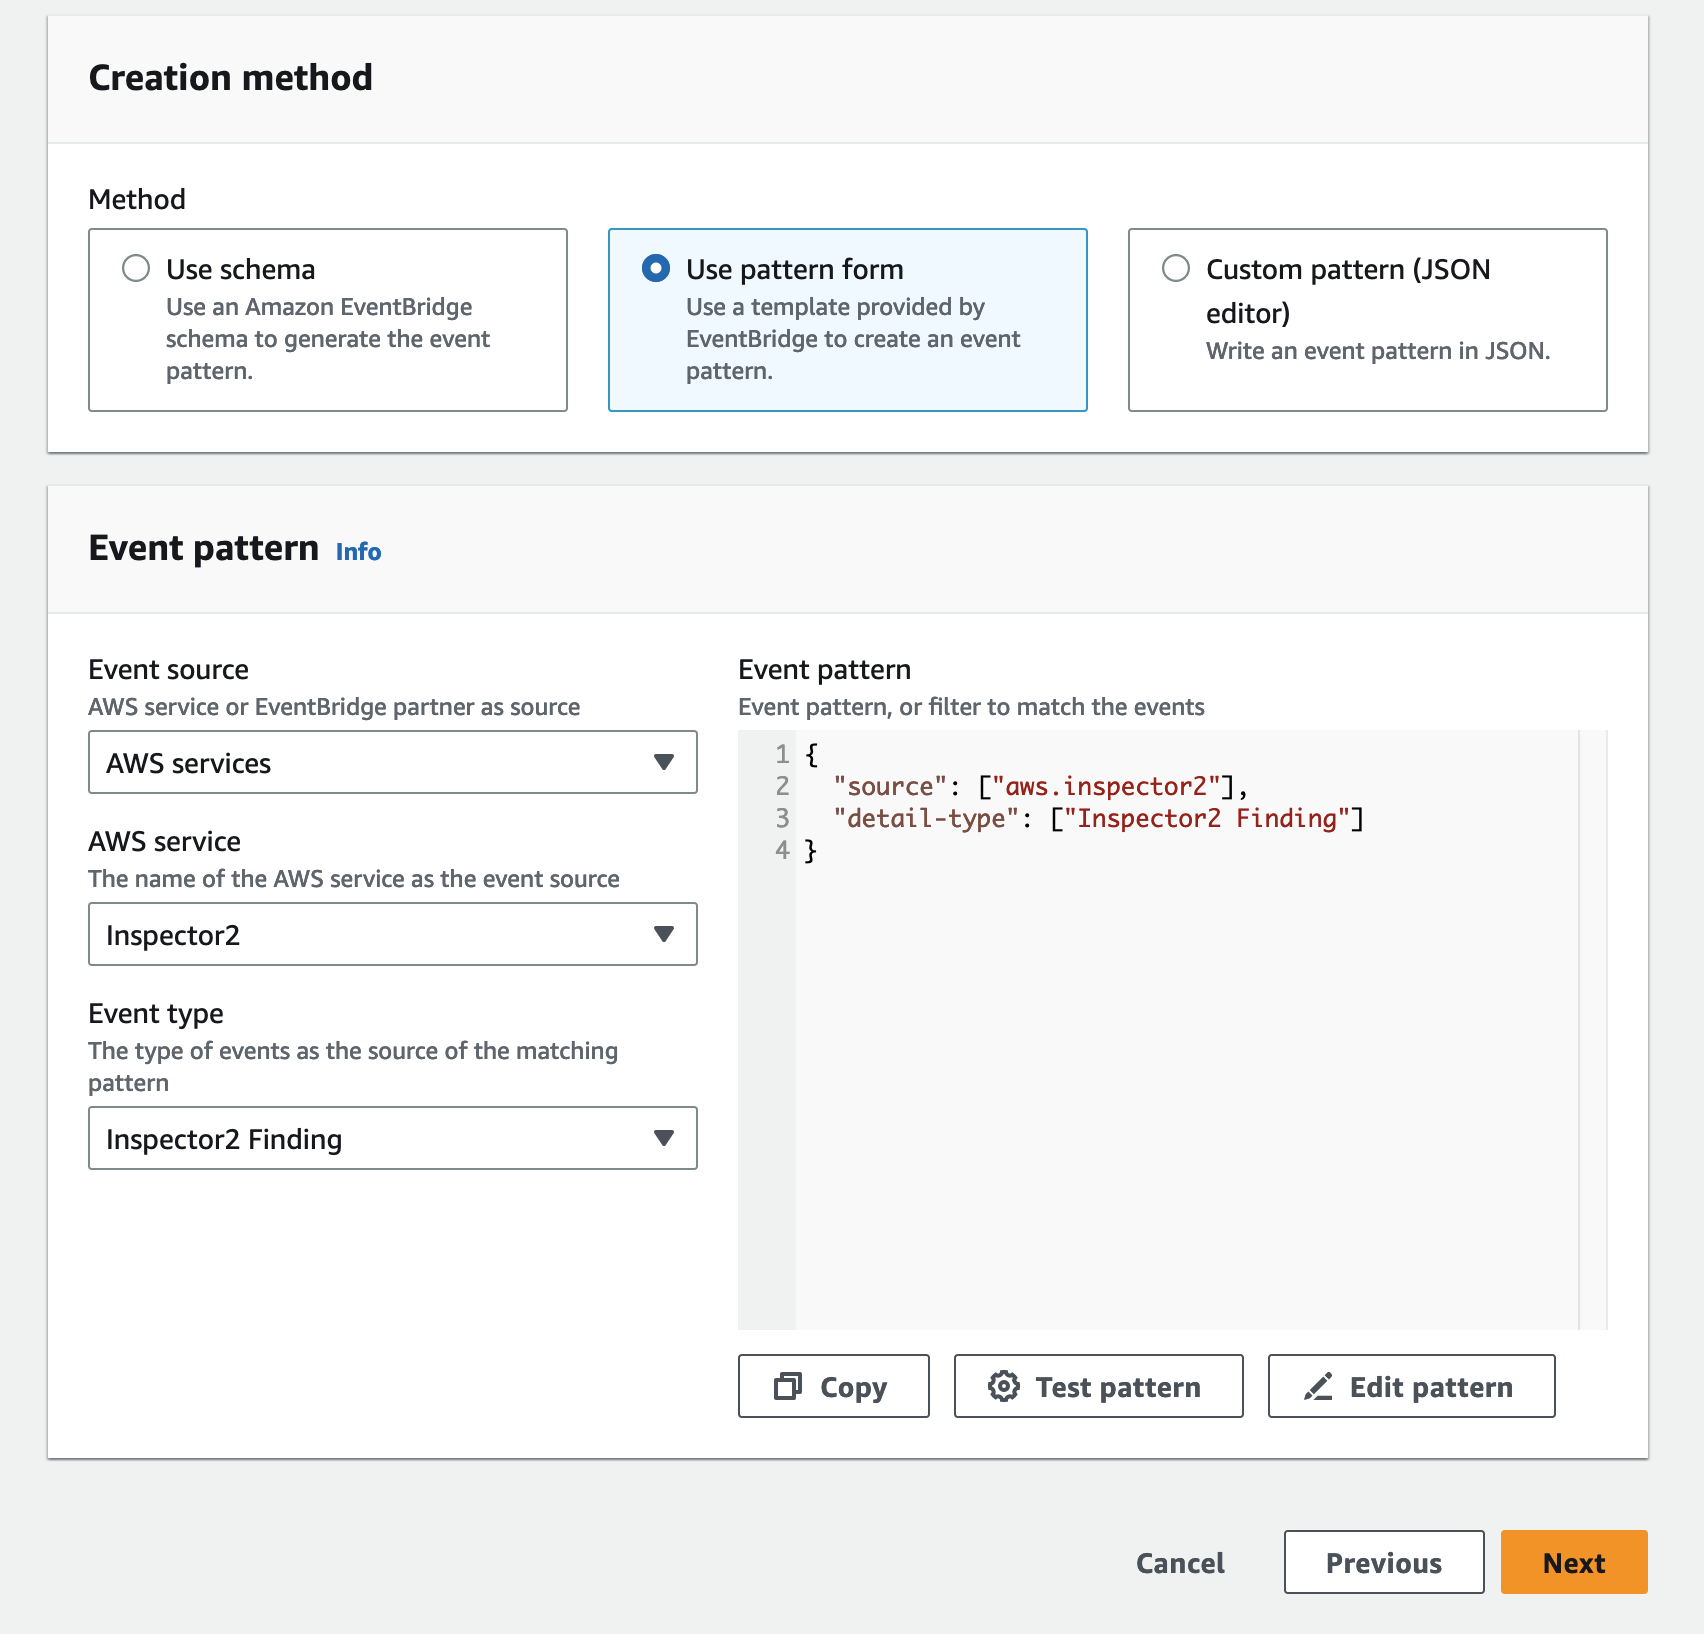 Creation method
Method
Use schema
Use an Amazon EventBridge
schema to generate the event
pattern.
Use pattern form
Use a template provided by
EventBridge to create an event
pattern.
Custom pattern (JSON
editor)
Write an event pattern in JSON.
Event pattern Info
Event source
AWS service or EventBridge partner as source
AWS services
AWS service
The name of the AWS service as the event source
Inspector2
Event type
The type of events as the source of the matching
pattern
Inspector2 Finding
Event pattern
Event pattern, or filter to match the events
1 {
2   "source": ["aws.inspector2"],
3   "detail-type": ["Inspector2 Finding"]
4 }
Copy
Test pattern
Edit pattern
Cancel
Previous
Next